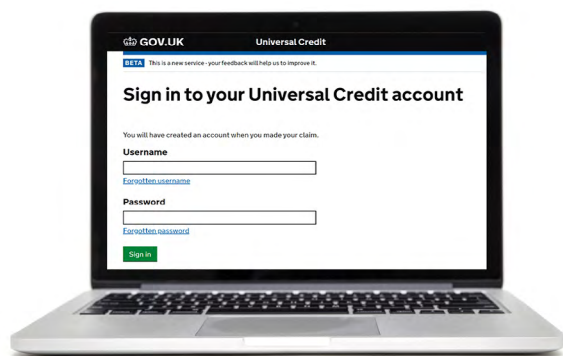 GOV.UK Universal Credit
BETA This is a new service - your feedback will help us to improve it.
Sign in to your Universal Credit account
You will have created an account when you made your claim.
Username
Forgotten username
Password
Forgotten password
Sign in